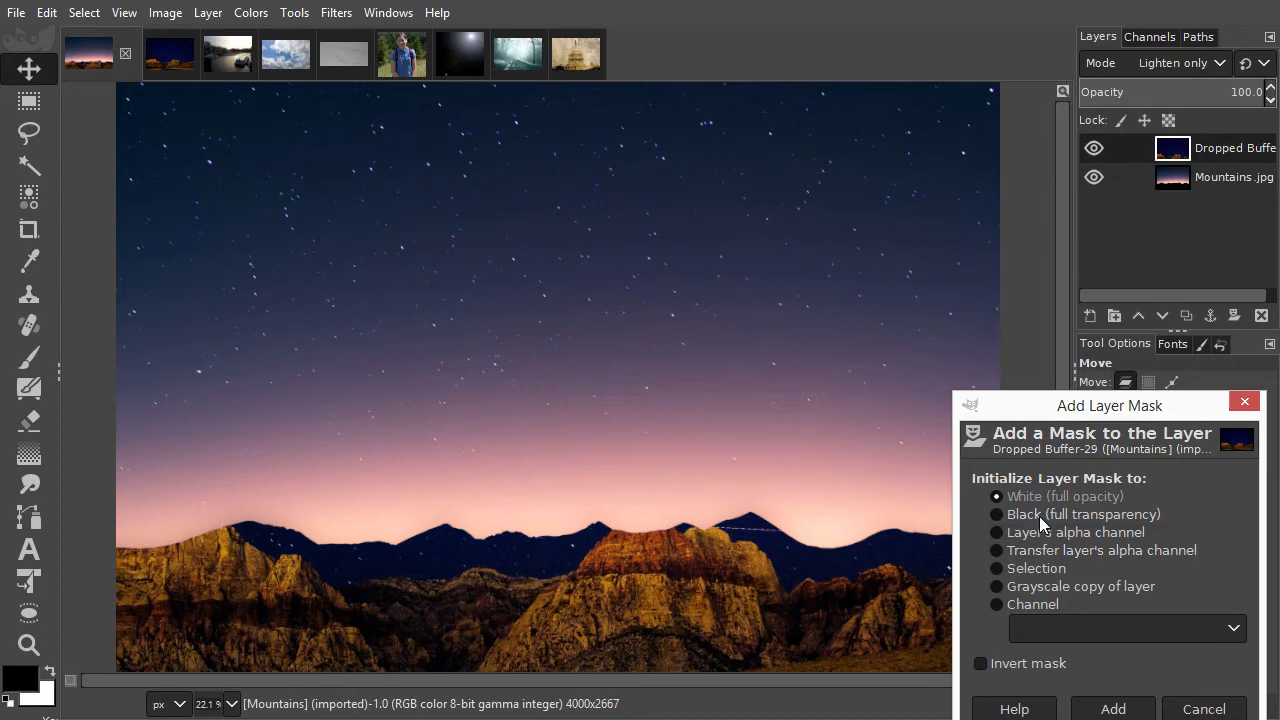 File Edit Select View Image Layer Colors Tools Filters Windows Help
Layers Channels Paths
Mode Lighten only
Opacity 100.0
Lock:
Dropped Buffe
Mountains.jpg
Tool Options Fonts
Move
Move:
Add Layer Mask
Add a Mask to the Layer
Dropped Buffer-29 ([Mountains] (imp...
Initialize Layer Mask to:
White (full opacity)
Black (full transparency)
Layer's alpha channel
Transfer layer's alpha channel
Selection
Grayscale copy of layer
Channel
Invert mask
Help Add Cancel
px 22.1 % [Mountains] (imported)-1.0 (RGB color 8-bit gamma integer) 4000x2667